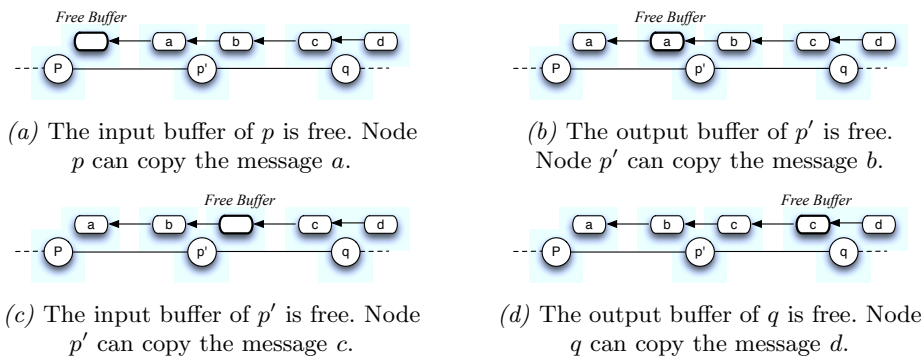 Free Buffer
a b c d
P p' q
(a) The input buffer of p is free. Node
p can copy the message a.
Free Buffer
a a b c d
P p' q
(b) The output buffer of p′ is free.
Node p′ can copy the message b.
Free Buffer
a b c d
P p' q
(c) The input buffer of p′ is free. Node
p′ can copy the message c.
Free Buffer
a b c c d
P p' q
(d) The output buffer of q is free. Node
q can copy the message d.